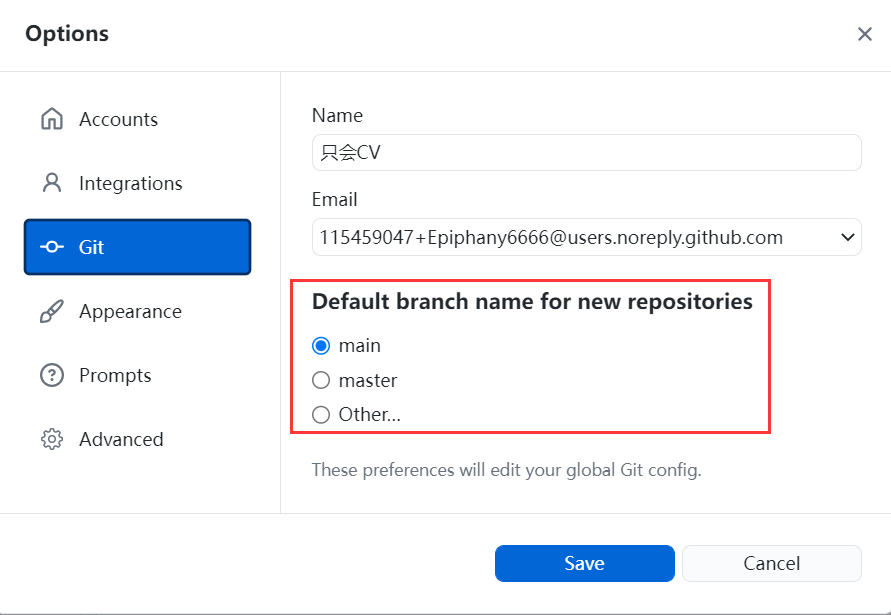 Options
Accounts
Integrations
Git
Appearance
Prompts
Advanced
Name
只会CV
Email
115459047+Epiphany6666@users.noreply.github.com
Default branch name for new repositories
main
master
Other...
These preferences will edit your global Git config.
Save
Cancel